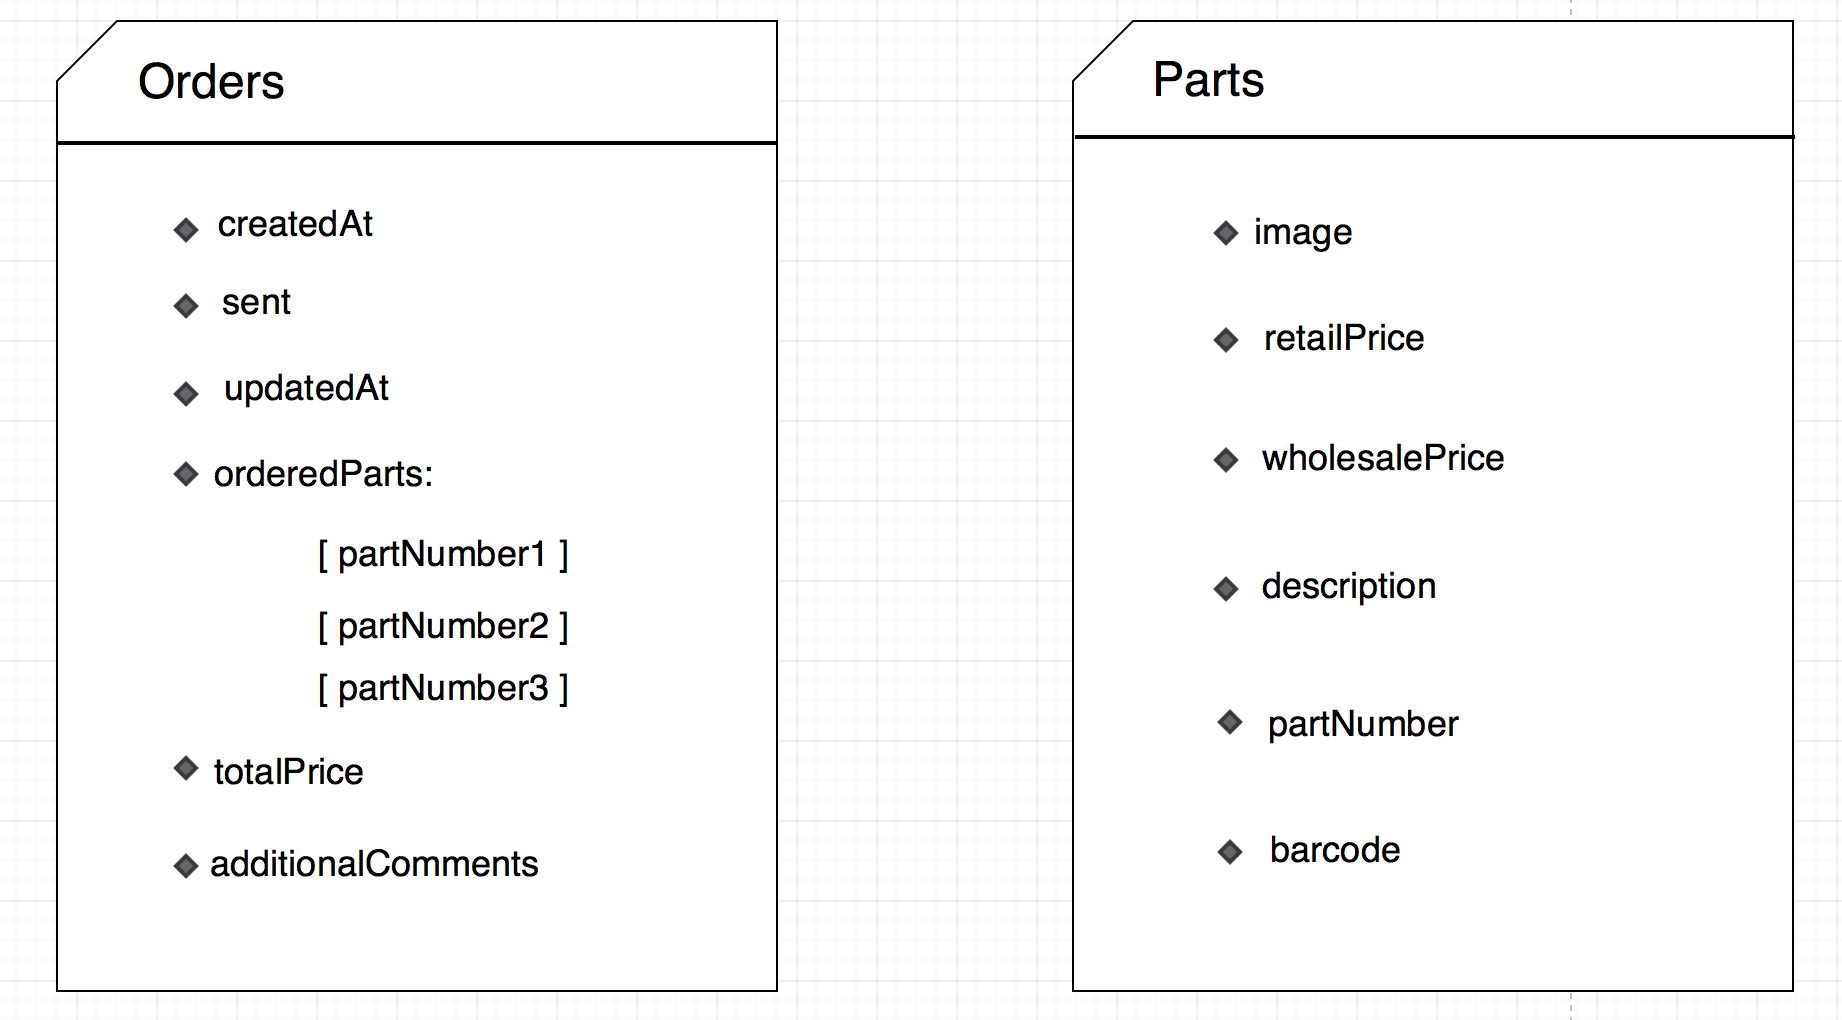 Orders
createdAt
sent
updatedAt
orderedParts:
[ partNumber1 ]
[ partNumber2 ]
[ partNumber3 ]
totalPrice
additionalComments
Parts
image
retailPrice
wholesalePrice
description
partNumber
barcode